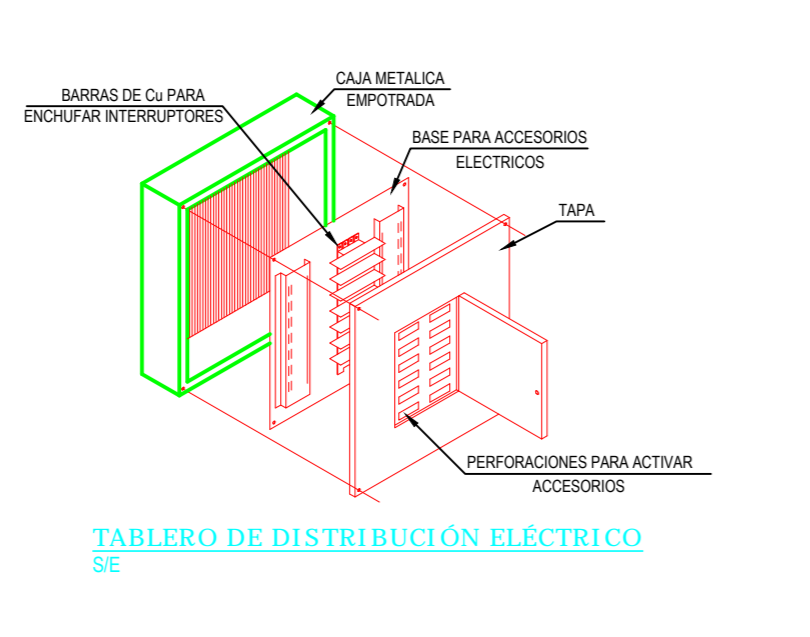 CAJA METALICA
EMPOTRADA
BARRAS DE Cu PARA
ENCHUFAR INTERRUPTORES
BASE PARA ACCESORIOS
ELECTRICOS
TAPA
PERFORACIONES PARA ACTIVAR
ACCESORIOS
TABLERO DE DISTRIBUCIÓN ELÉCTRICO
S/E